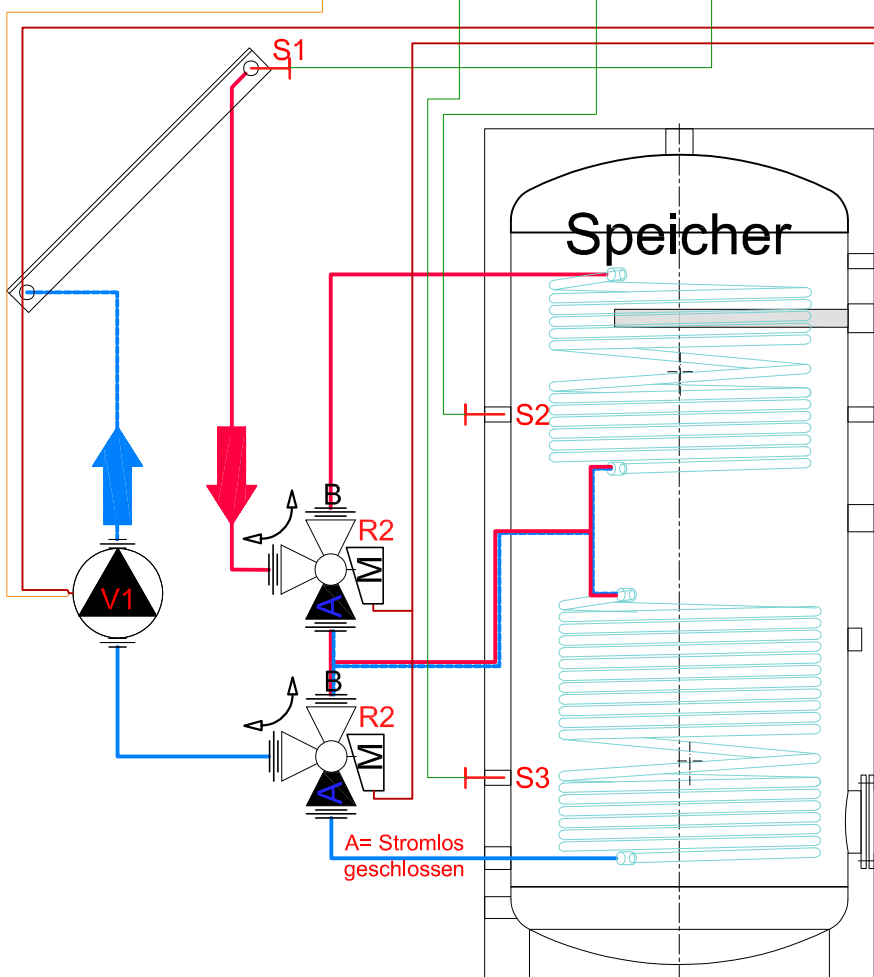 S1
Speicher
S2
B
R2
M
A
V1
B
R2
M
A
S3
A= Stromlos
geschlossen